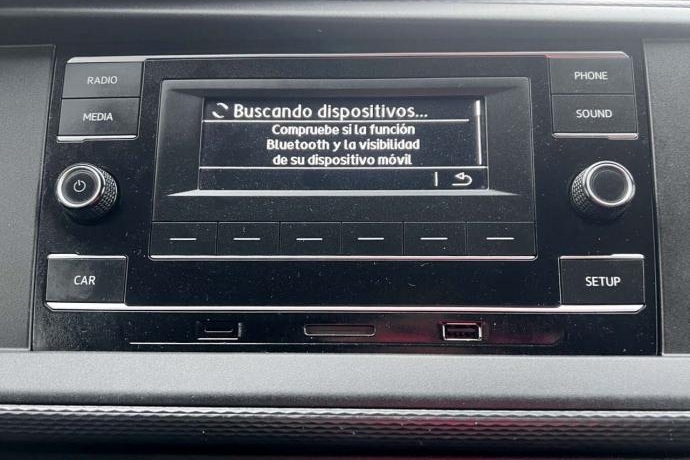 RADIO
MEDIA
Buscando dispositivos...
Compruebe si la función
Bluetooth y la visibilidad
de su dispositivo móvil
PHONE
SOUND
CAR
SETUP